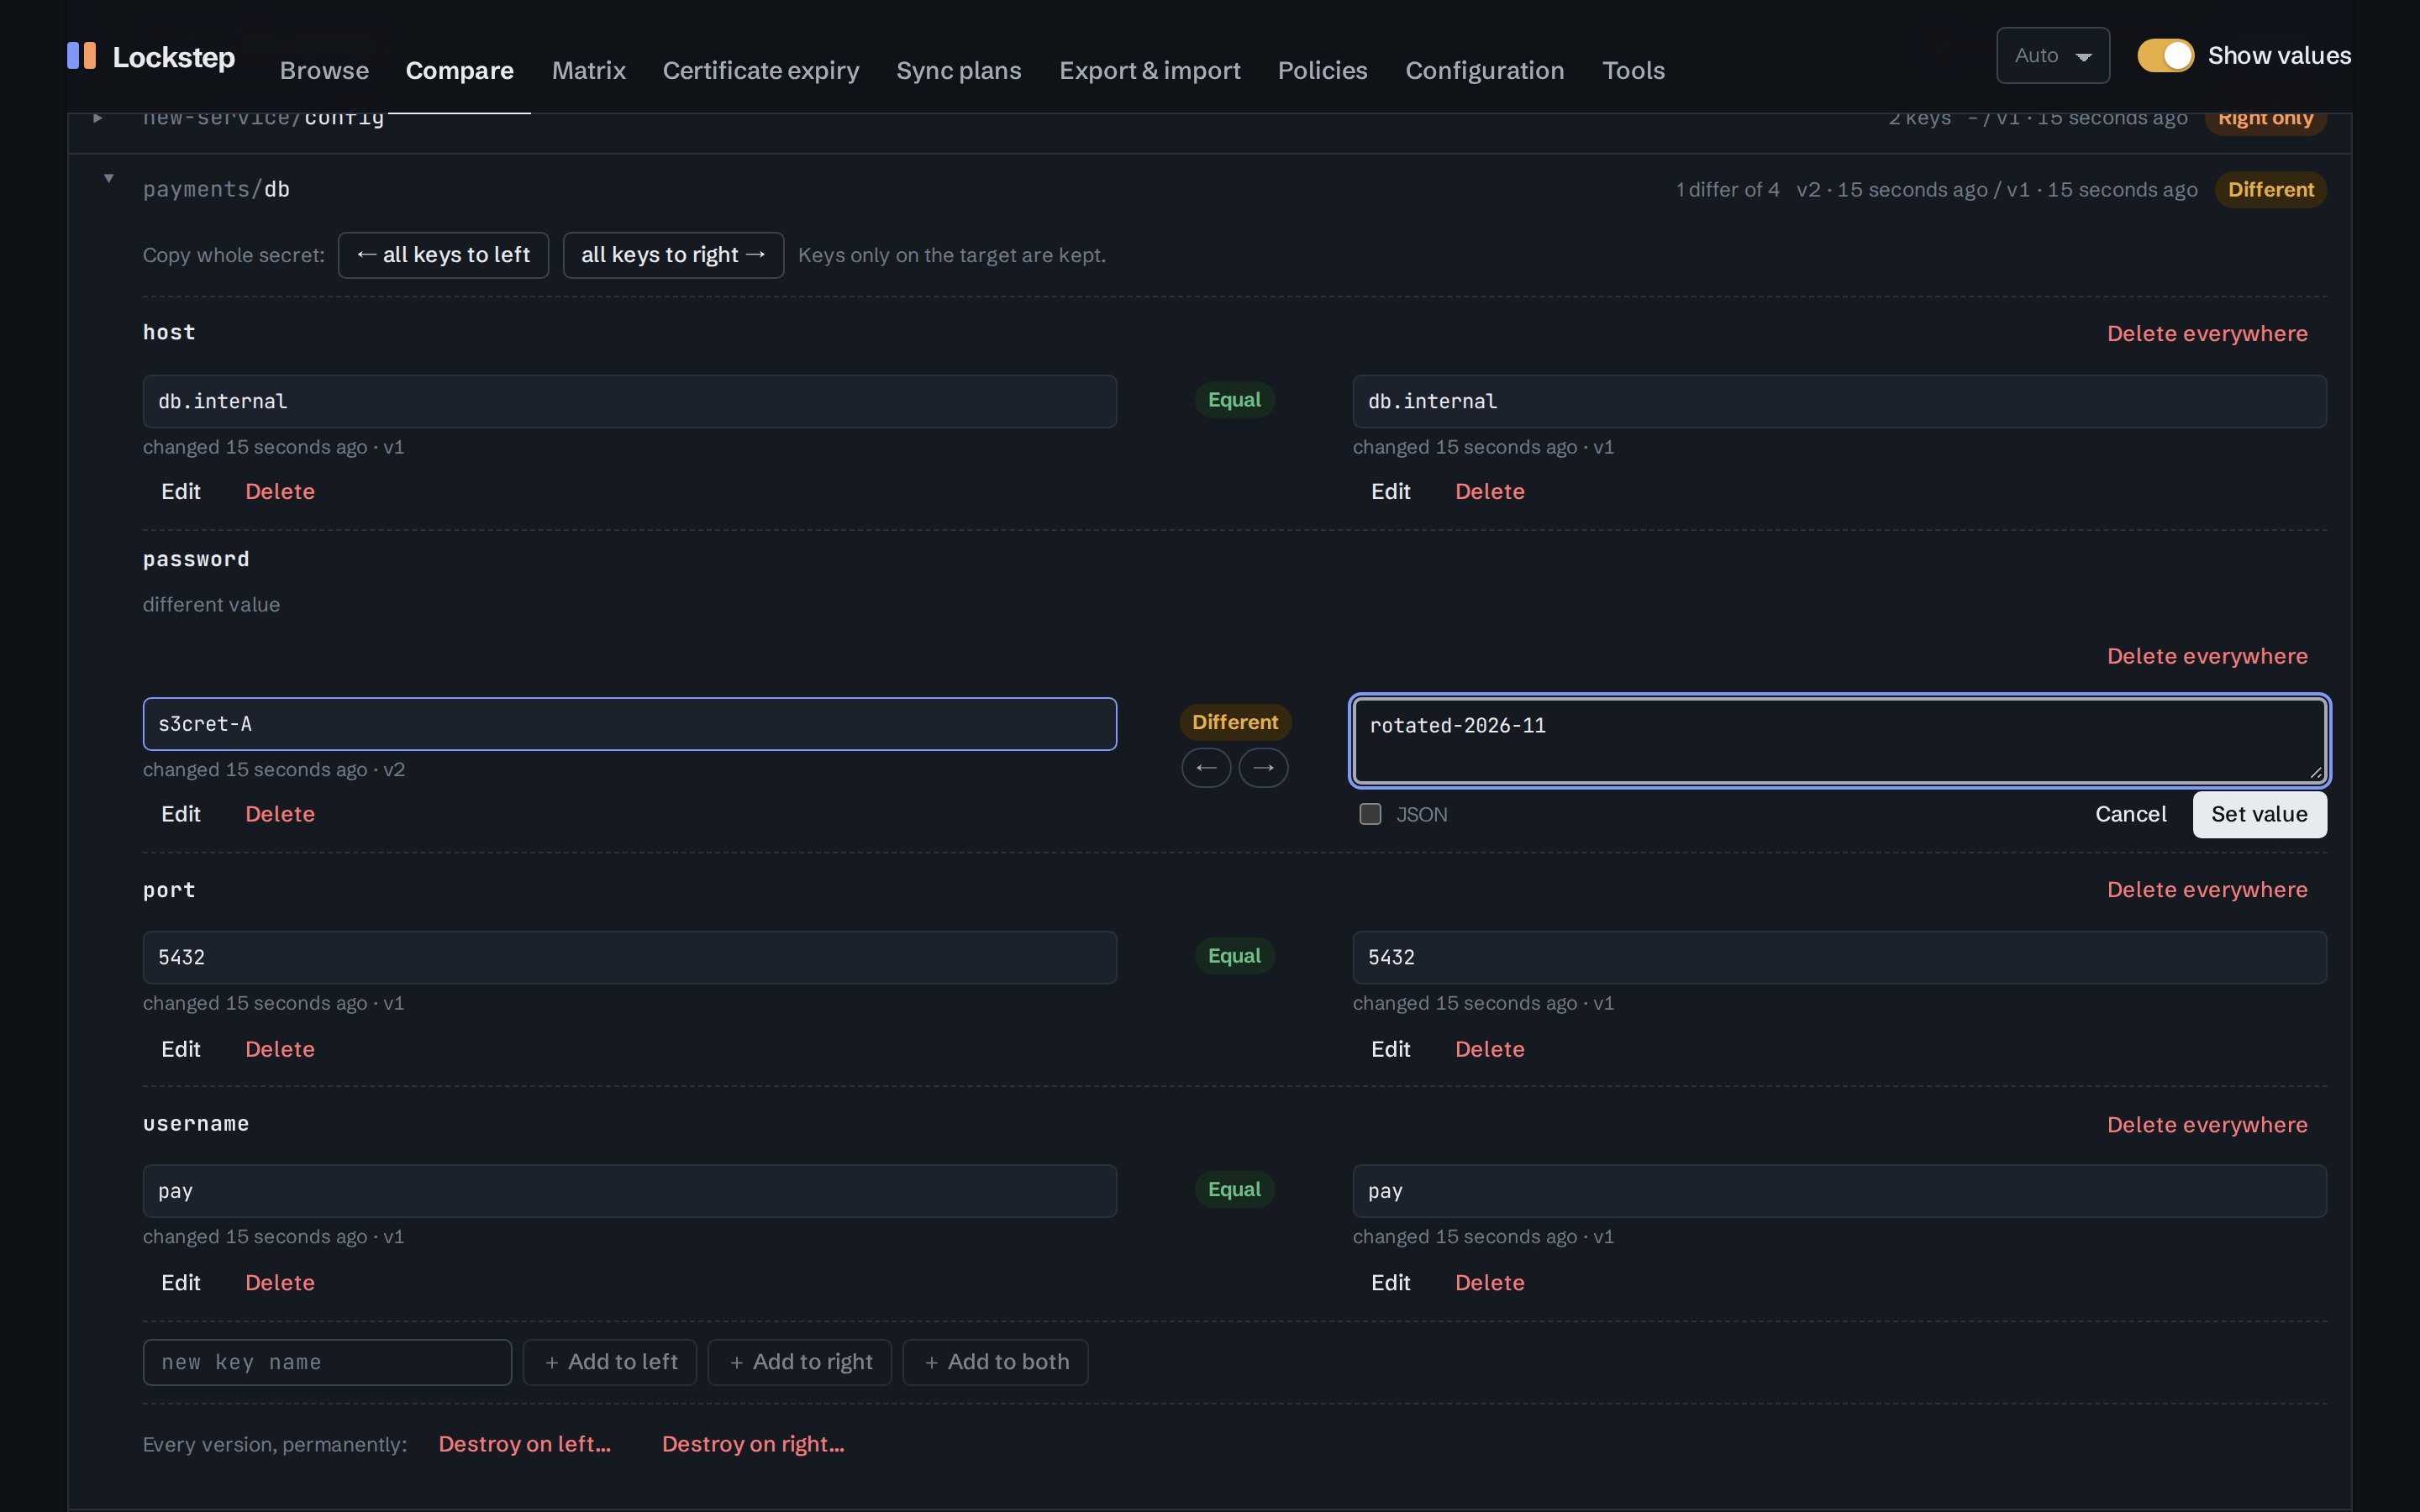 Lockstep
Browse Compare Matrix Certificate expiry Sync plans Export & import Policies Configuration Tools
Auto Show values
new-service/config 2 keys – / v1 · 15 seconds ago Right only
payments/db 1 differ of 4 v2 · 15 seconds ago / v1 · 15 seconds ago Different
Copy whole secret: ← all keys to left all keys to right → Keys only on the target are kept.
host Delete everywhere
db.internal Equal db.internal
changed 15 seconds ago · v1 changed 15 seconds ago · v1
Edit Delete Edit Delete
password
different value
Delete everywhere
s3cret-A Different rotated-2026-11
changed 15 seconds ago · v2 ← →
Edit Delete JSON Cancel Set value
port Delete everywhere
5432 Equal 5432
changed 15 seconds ago · v1 changed 15 seconds ago · v1
Edit Delete Edit Delete
username Delete everywhere
pay Equal pay
changed 15 seconds ago · v1 changed 15 seconds ago · v1
Edit Delete Edit Delete
new key name + Add to left + Add to right + Add to both
Every version, permanently: Destroy on left... Destroy on right...